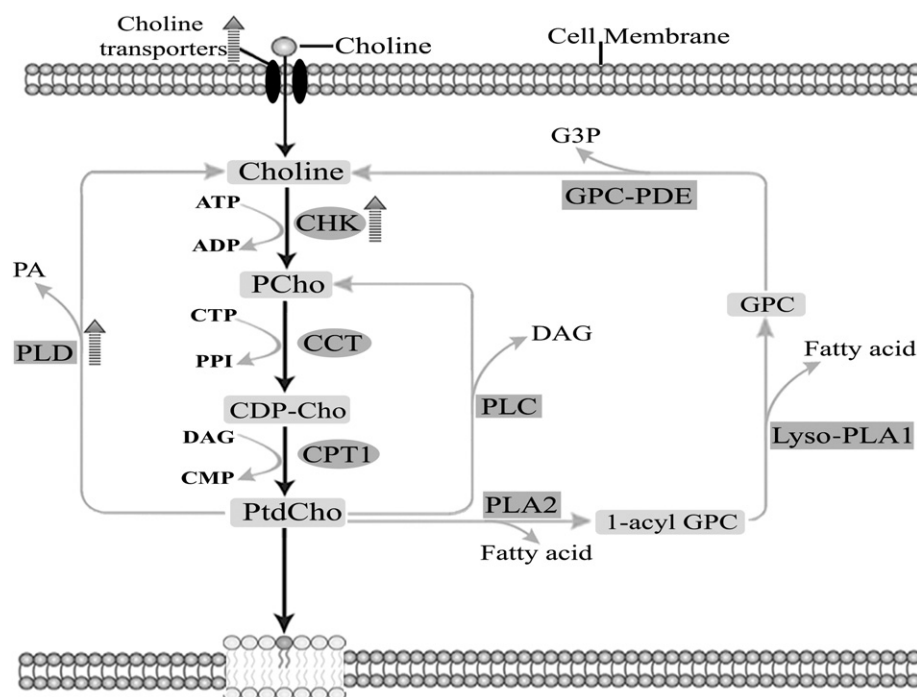 Choline
transporters
Choline
Cell Membrane
G3P
Choline
GPC-PDE
ATP
CHK
ADP
PA
PCho
GPC
CTP
DAG
PLD
CCT
Fatty acid
PPI
CDP-Cho
PLC
DAG
Lyso-PLA1
CPT1
CMP
PLA2
PtdCho
1-acyl GPC
Fatty acid